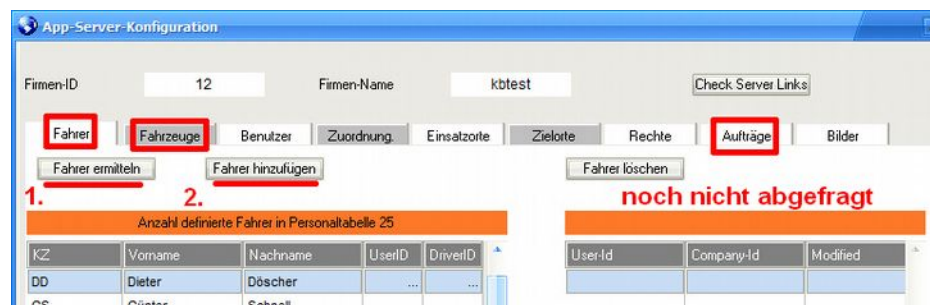 App-Server-Konfiguration
Firmen-ID 12 Firmen-Name kbtest Check Server Links
Fahrer Fahrzeuge Benutzer Zuordnung. Einsatzorte Zielorte Rechte Aufträge Bilder
Fahrer ermitteln Fahrer hinzufügen Fahrer löschen
1. 2. noch nicht abgefragt
Anzahl definierte Fahrer in Personaltabelle 25
KZ Vorname Nachname UserID DriverID User-Id Company-Id Modified
DD Dieter Döscher ... ...